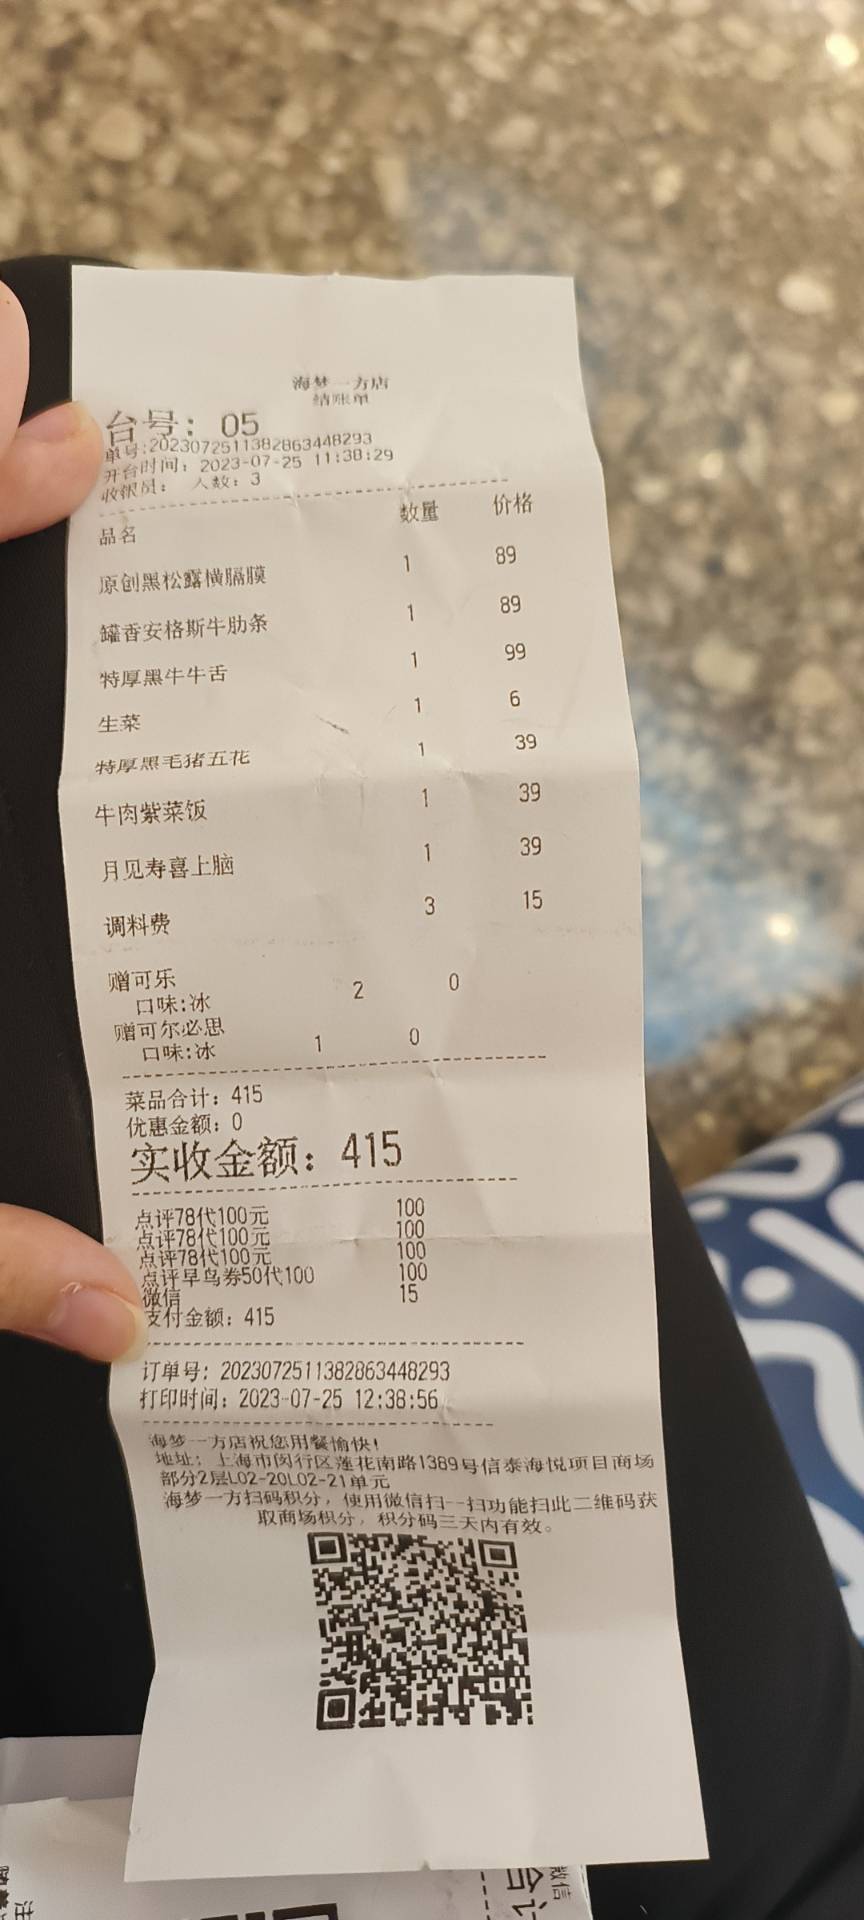 海梦一方店
结账单
台号：05
单号:2023072511382863448293
开台时间：2023-07-25 11:38:29
收银员： 人数：3
品名 数量 价格
原创黑松露横膈膜 1 89
罐香安格斯牛肋条 1 89
特厚黑牛牛舌 1 99
生菜 1 6
特厚黑毛猪五花 1 39
牛肉紫菜饭 1 39
月见寿喜上脑 1 39
调料费 3 15
赠可乐 2 0
口味:冰
赠可尔必思
口味:冰 1 0
菜品合计：415
优惠金额：0
实收金额：415
点评78代100元 100
点评78代100元 100
点评78代100元 100
点评早鸟券50代100 100
微信 15
支付金额：415
订单号：2023072511382863448293
打印时间：2023-07-25 12:38:56
海梦一方店祝您用餐愉快！
地址：上海市闵行区莲花南路1389号信泰海悦项目商场
部分2层L02-20L02-21单元
海梦一方扫码积分，使用微信扫一扫功能扫此二维码获
取商场积分，积分码三天内有效。
微信